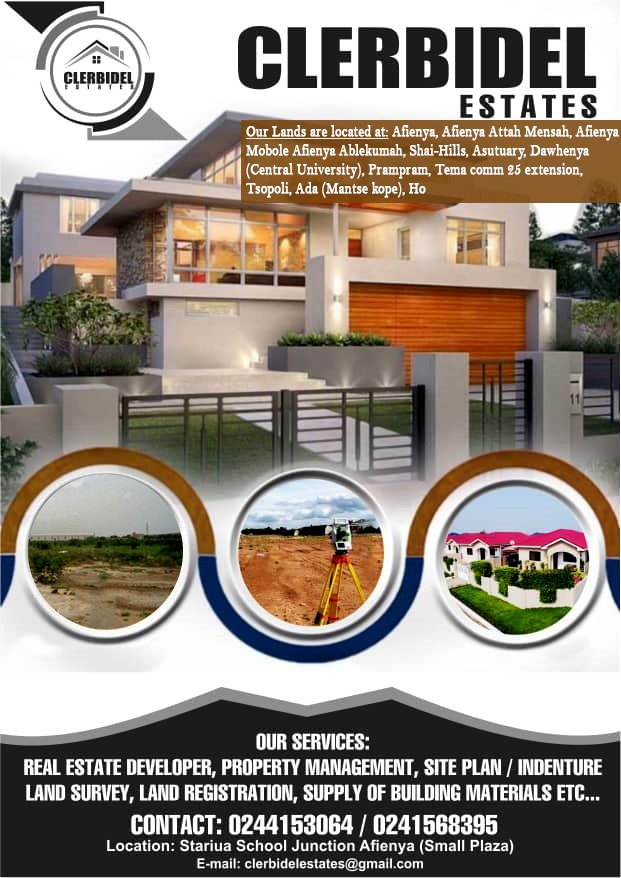 CLERBIDEL
ESTATES
CLERBIDEL
ESTATES
Our Lands are located at: Afienya, Afienya Attah Mensah, Afienya
Mobole Afienya Ablekumah, Shai-Hills, Asutuary, Dawhenya
(Central University), Prampram, Tema comm 25 extension,
Tsopoli, Ada (Mantse kope), Ho
11
OUR SERVICES:
REAL ESTATE DEVELOPER, PROPERTY MANAGEMENT, SITE PLAN / INDENTURE
LAND SURVEY, LAND REGISTRATION, SUPPLY OF BUILDING MATERIALS ETC...
CONTACT: 0244153064 / 0241568395
Location: Stariua School Junction Afienya (Small Plaza)
E-mail: clerbidelestates@gmail.com